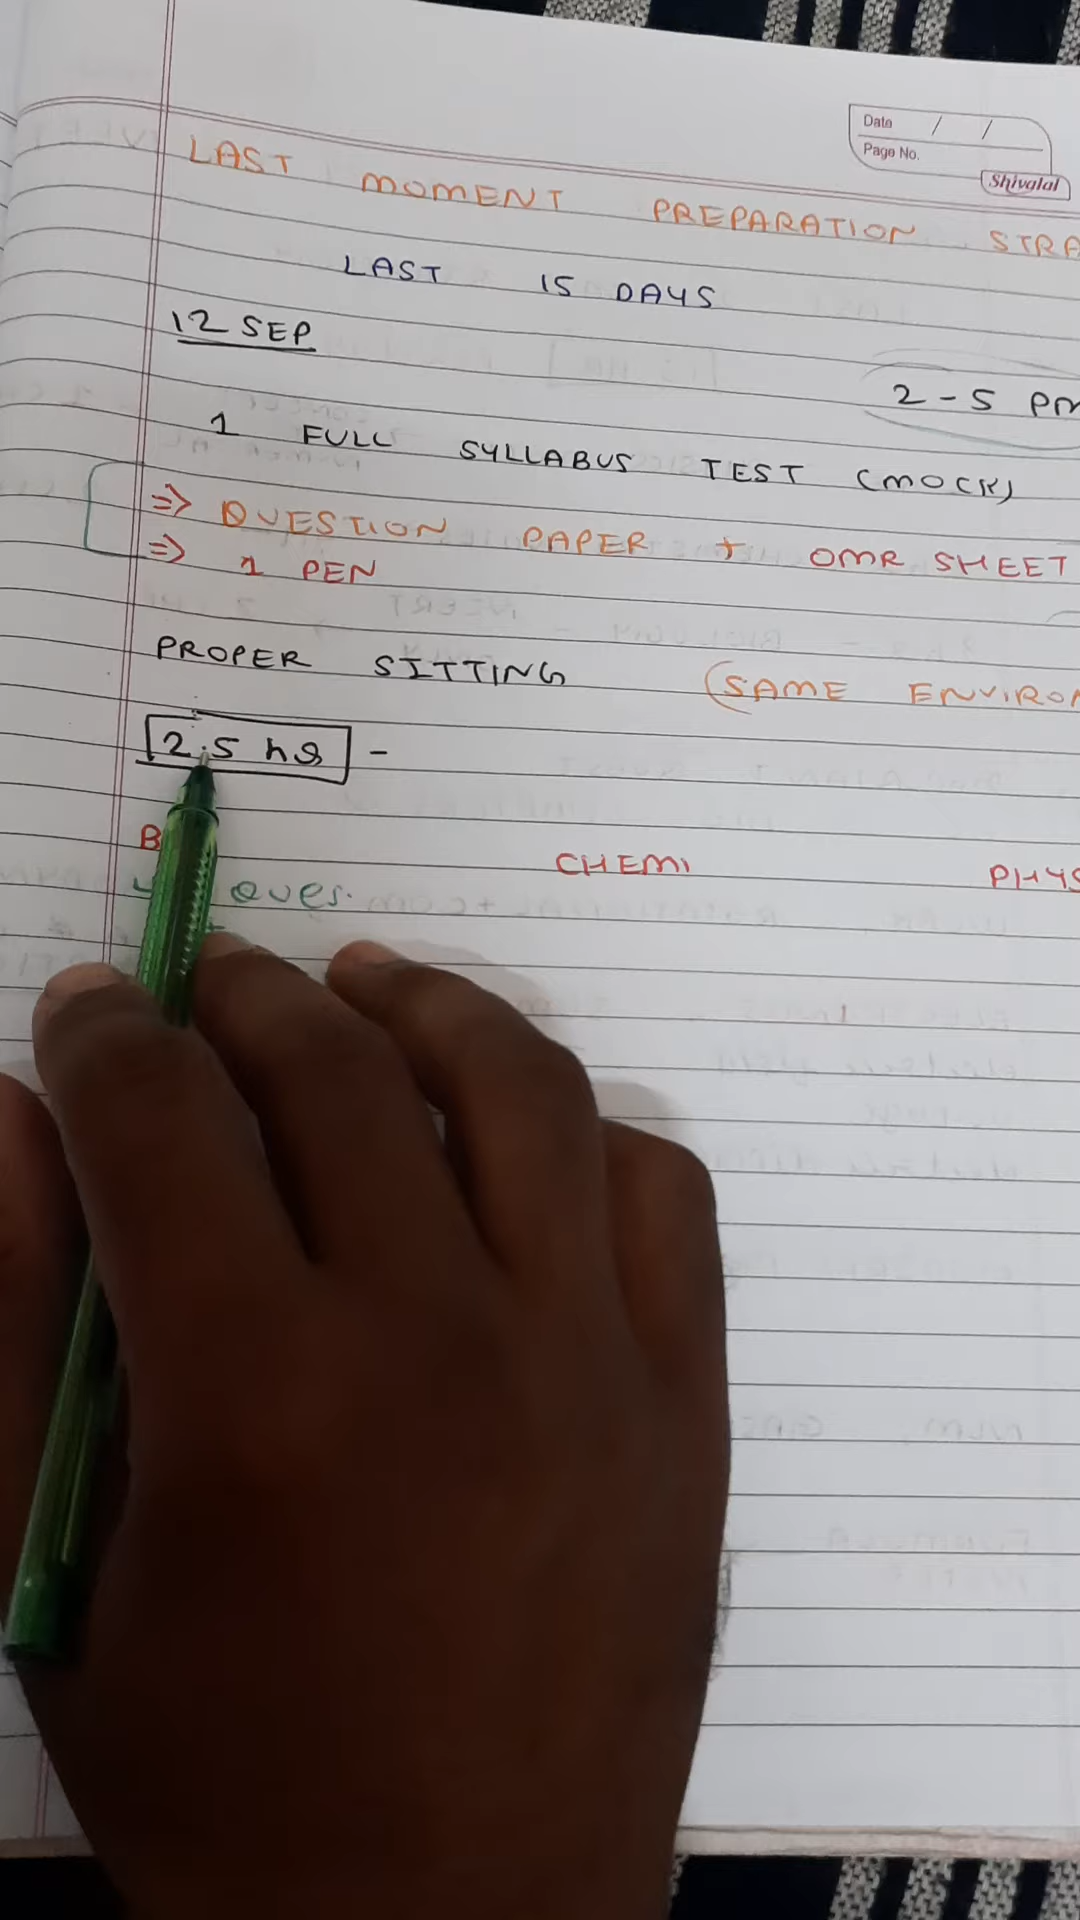 Date / /
Page No.
Shivalal
LAST MOMENT PREPARATION STRA
LAST 15 DAYS
12 SEP
2-5 PM
1 FULL SYLLABUS TEST (MOCK)
=> QUESTION PAPER + OMR SHEET
=> 1 PEN
PROPER SITTING (SAME ENVIRO
2.5 hs -
B CHEMI PHYS
Ques.